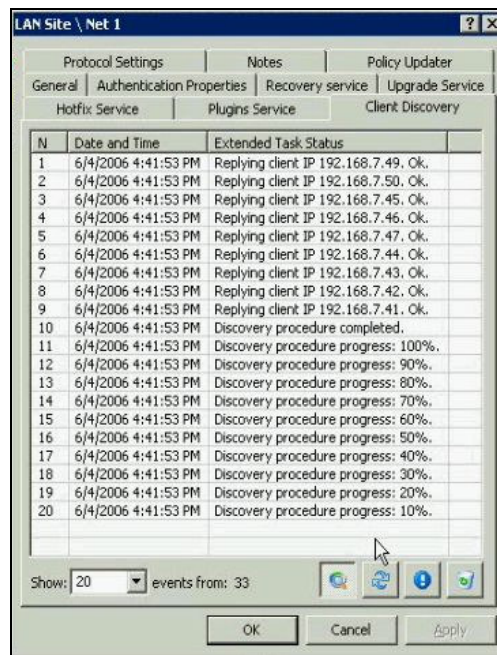 LAN Site \ Net 1
Protocol Settings Notes Policy Updater
General Authentication Properties Recovery service Upgrade Service
Hotfix Service Plugins Service Client Discovery
N Date and Time Extended Task Status
1 6/4/2006 4:41:53 PM Replying client IP 192.168.7.49. Ok.
2 6/4/2006 4:41:53 PM Replying client IP 192.168.7.50. Ok.
3 6/4/2006 4:41:53 PM Replying client IP 192.168.7.45. Ok.
4 6/4/2006 4:41:53 PM Replying client IP 192.168.7.46. Ok.
5 6/4/2006 4:41:53 PM Replying client IP 192.168.7.47. Ok.
6 6/4/2006 4:41:53 PM Replying client IP 192.168.7.44. Ok.
7 6/4/2006 4:41:53 PM Replying client IP 192.168.7.43. Ok.
8 6/4/2006 4:41:53 PM Replying client IP 192.168.7.42. Ok.
9 6/4/2006 4:41:53 PM Replying client IP 192.168.7.41. Ok.
10 6/4/2006 4:41:53 PM Discovery procedure completed.
11 6/4/2006 4:41:53 PM Discovery procedure progress: 100%.
12 6/4/2006 4:41:53 PM Discovery procedure progress: 90%.
13 6/4/2006 4:41:53 PM Discovery procedure progress: 80%.
14 6/4/2006 4:41:53 PM Discovery procedure progress: 70%.
15 6/4/2006 4:41:53 PM Discovery procedure progress: 60%.
16 6/4/2006 4:41:53 PM Discovery procedure progress: 50%.
17 6/4/2006 4:41:53 PM Discovery procedure progress: 40%.
18 6/4/2006 4:41:53 PM Discovery procedure progress: 30%.
19 6/4/2006 4:41:53 PM Discovery procedure progress: 20%.
20 6/4/2006 4:41:53 PM Discovery procedure progress: 10%.
Show: 20 events from: 33
OK Cancel Apply